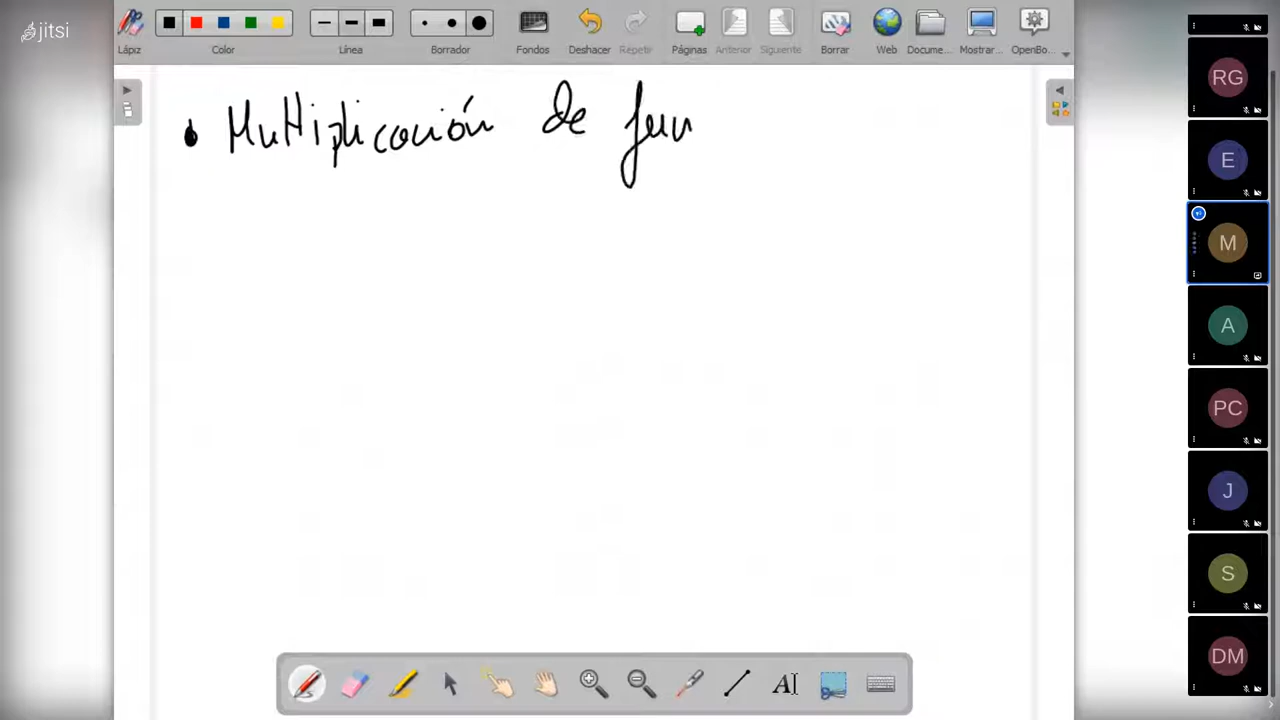 jitsi
Lápiz Color Línea Borrador Fondos Deshacer Repetir Páginas Anterior Siguiente Borrar Web Docume... Mostrar... OpenBo...
• Multiplicación de fun
RG
E
M
A
PC
J
S
DM